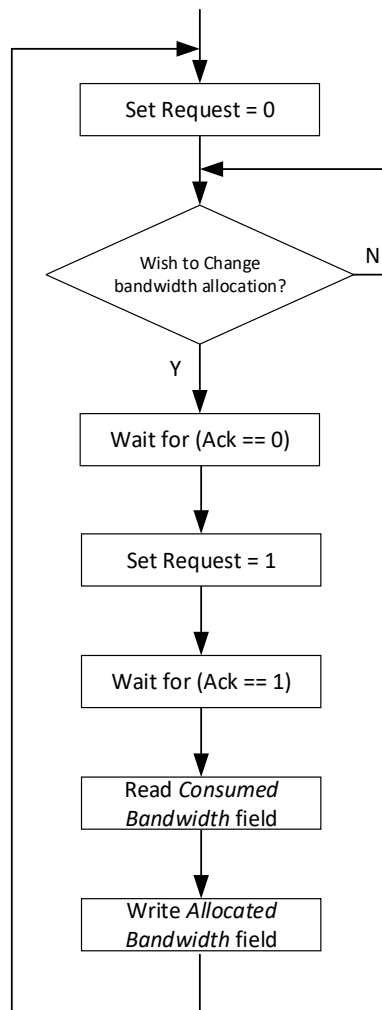 Set Request = 0
Wish to Change
bandwidth allocation?
N
Y
Wait for (Ack == 0)
Set Request = 1
Wait for (Ack == 1)
Read Consumed
Bandwidth field
Write Allocated
Bandwidth field